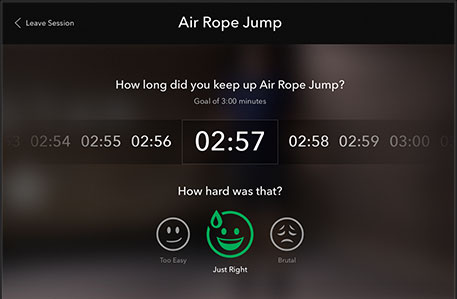 Leave Session
Air Rope Jump
How long did you keep up Air Rope Jump?
Goal of 3:00 minutes
02:54 02:55 02:56 02:57 02:58 02:59 03:00
How hard was that?
Too Easy
Just Right
Brutal